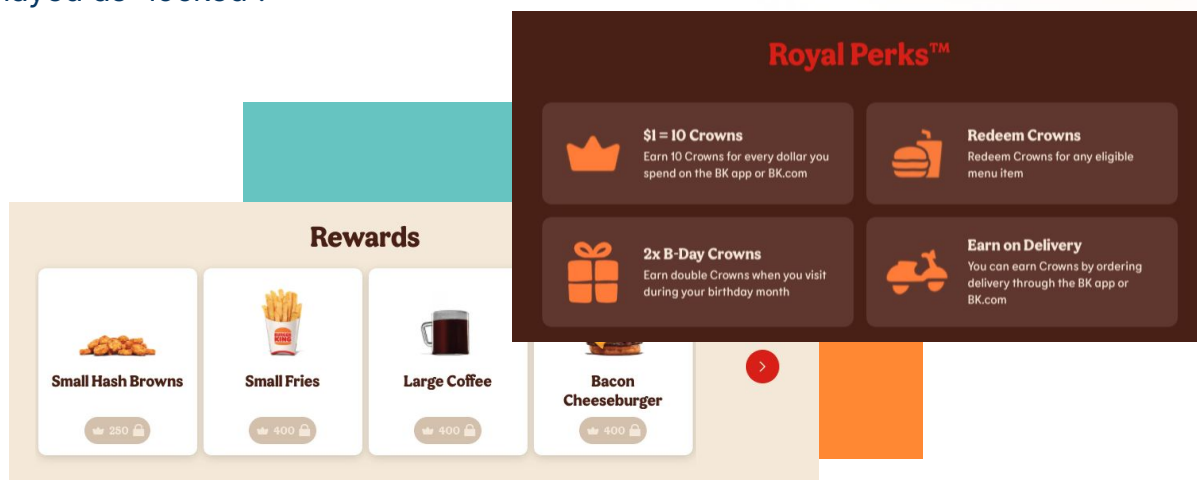 Royal Perks™
$1 = 10 Crowns
Earn 10 Crowns for every dollar you
spend on the BK app or BK.com
Redeem Crowns
Redeem Crowns for any eligible
menu item
2x B-Day Crowns
Earn double Crowns when you visit
during your birthday month
Earn on Delivery
You can earn Crowns by ordering
delivery through the BK app or
BK.com
Rewards
Small Hash Browns
250
Small Fries
BURGER
KING
400
Large Coffee
400
Bacon
Cheeseburger
400